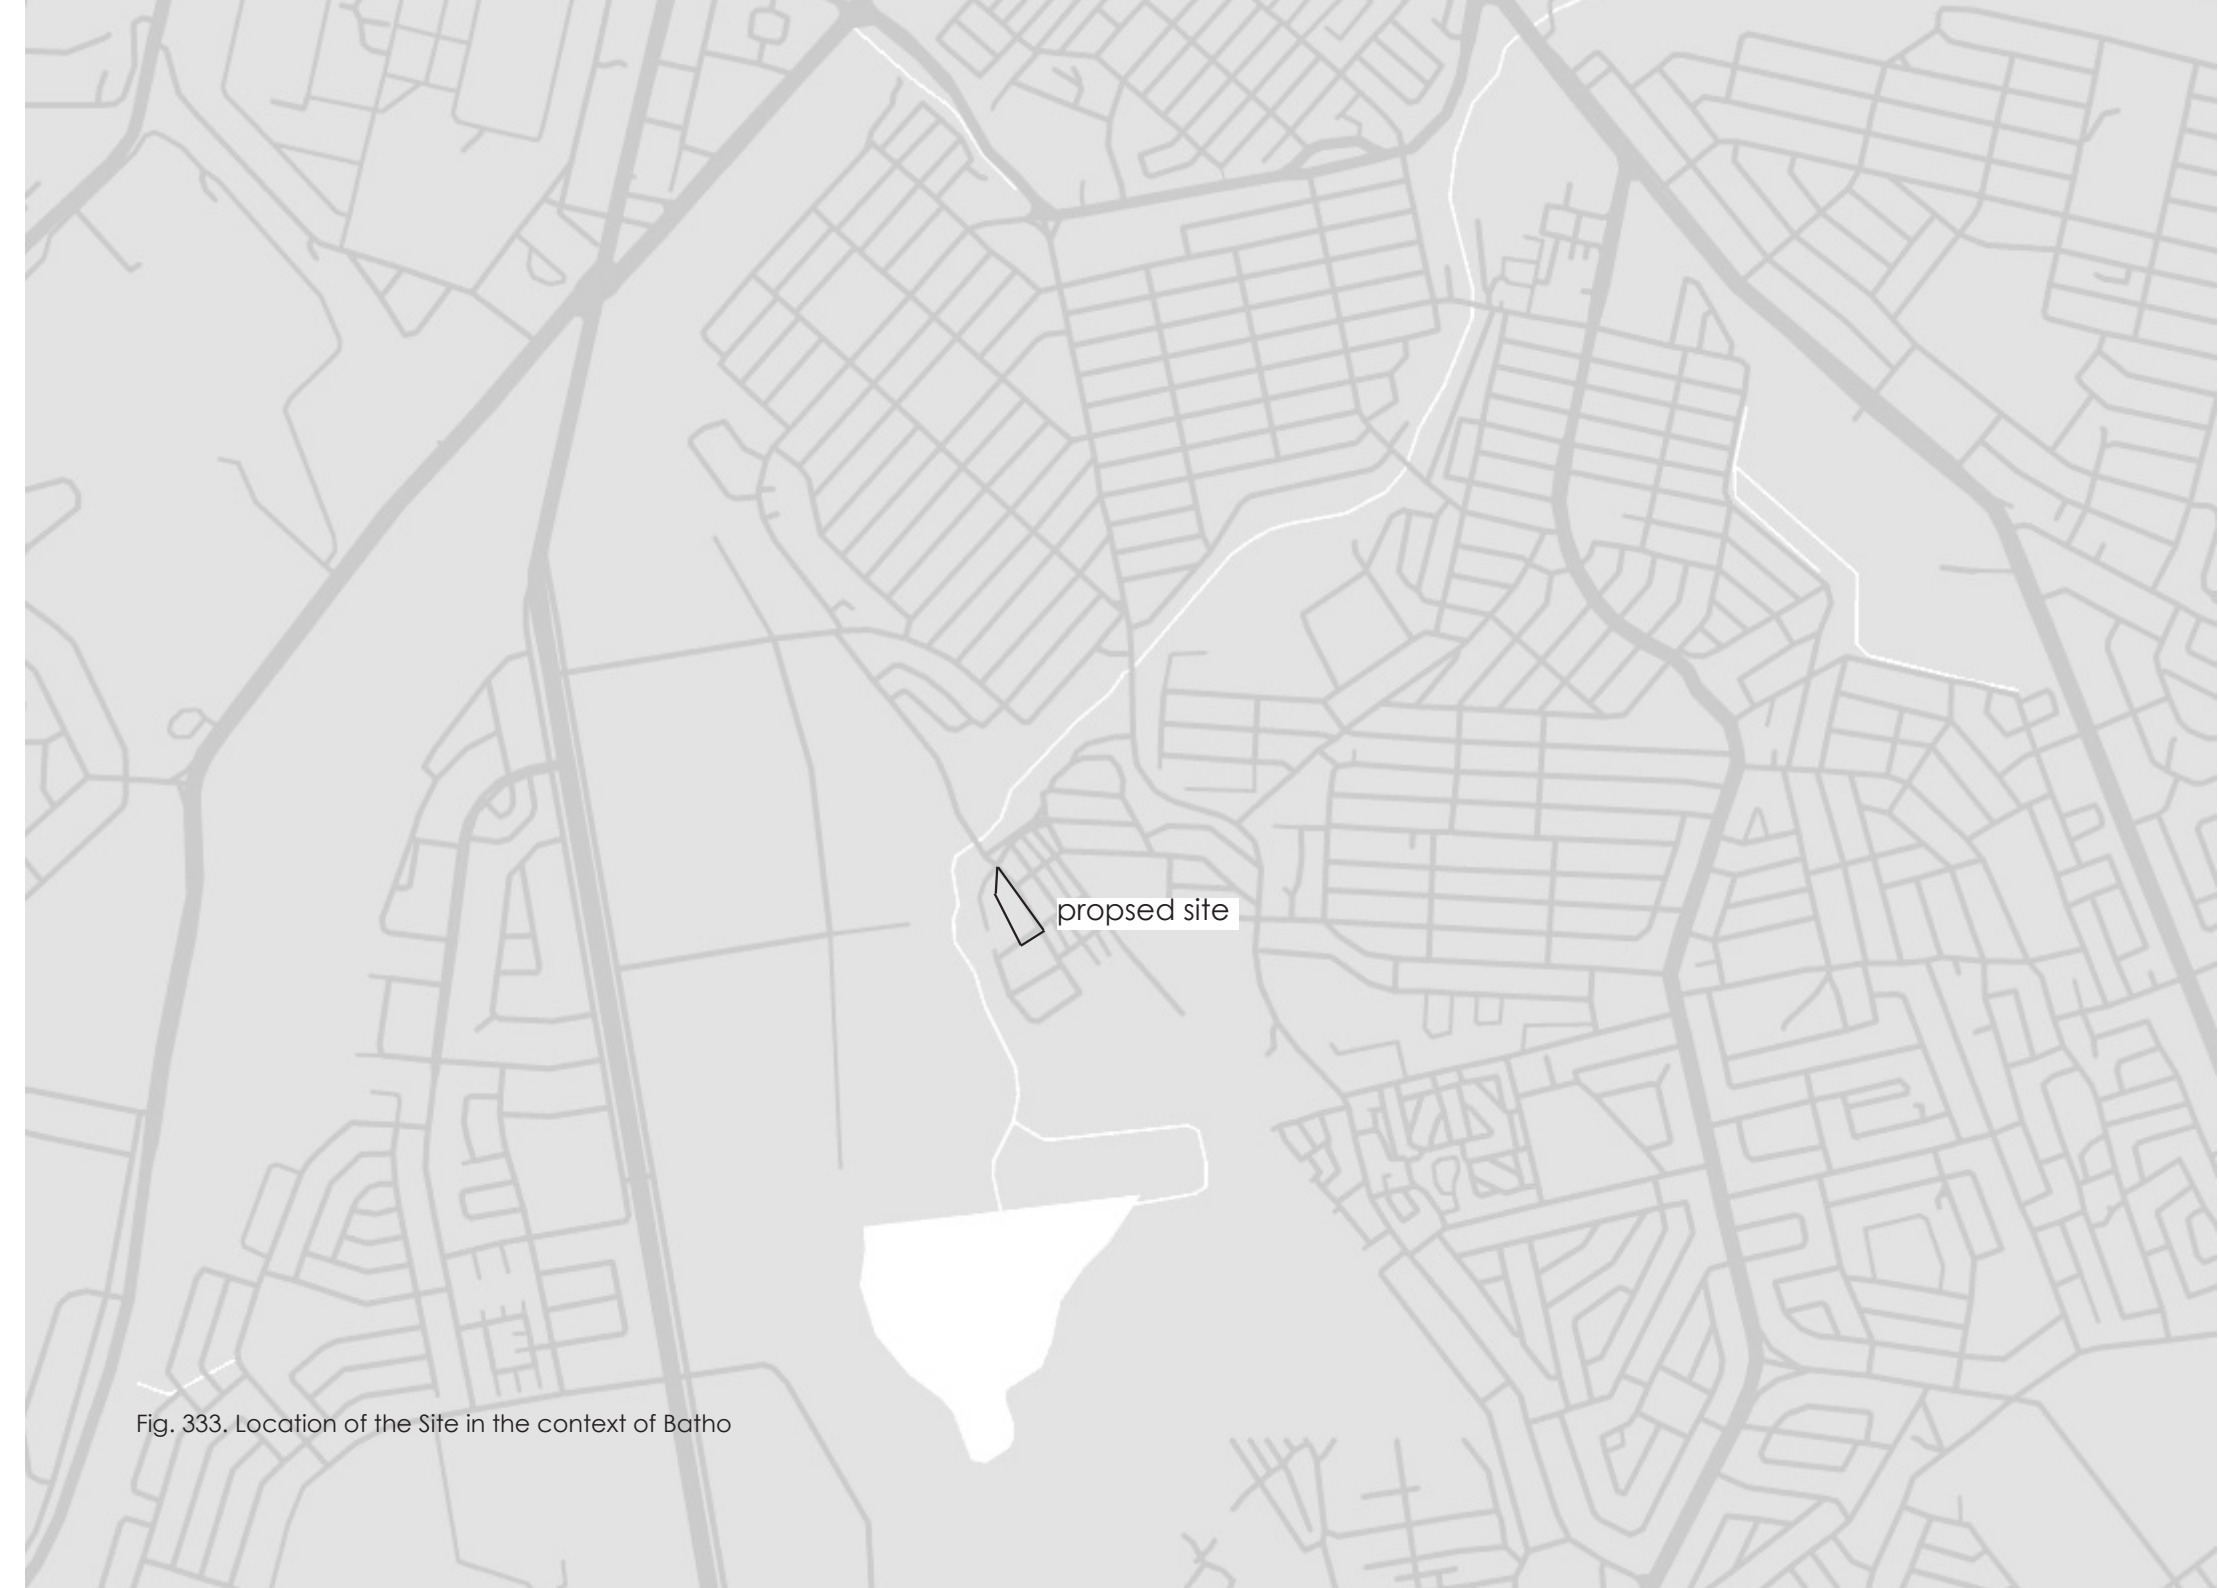 propsed site
Fig. 333. Location of the Site in the context of Batho